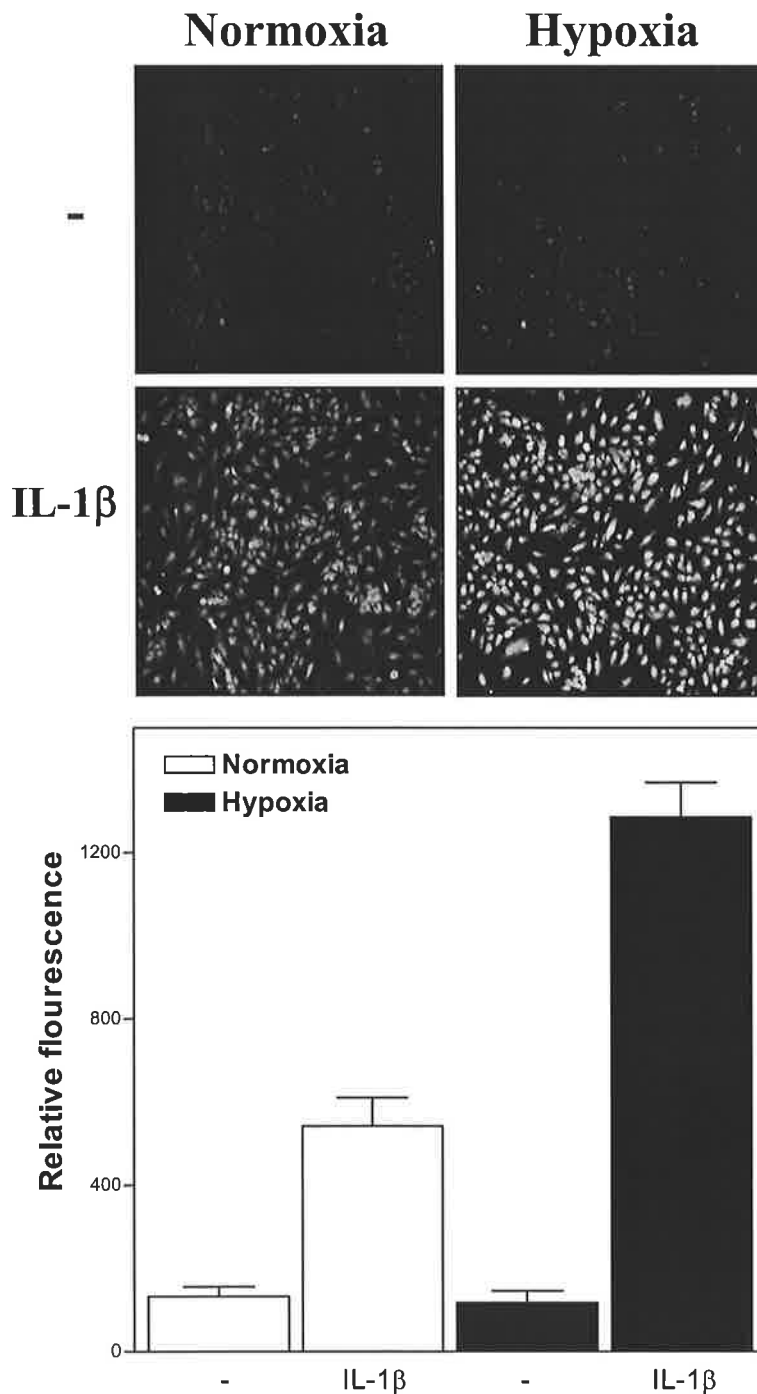 Normoxia Hypoxia
-
IL-1β
Normoxia
Hypoxia
Relative flourescence
1200
800
400
0
- IL-1β - IL-1β